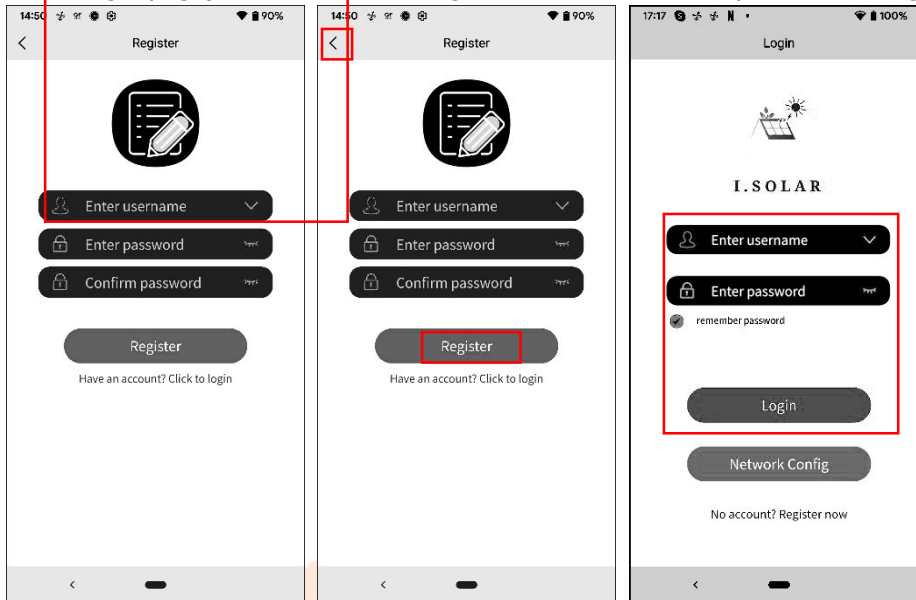 14:50 90%
Register
Enter username
Enter password
Confirm password
Register
Have an account? Click to login
14:50 90%
Register
Enter username
Enter password
Confirm password
Register
Have an account? Click to login
17:17 S N 100%
Login
I.SOLAR
Enter username
Enter password
remember password
Login
Network Config
No account? Register now